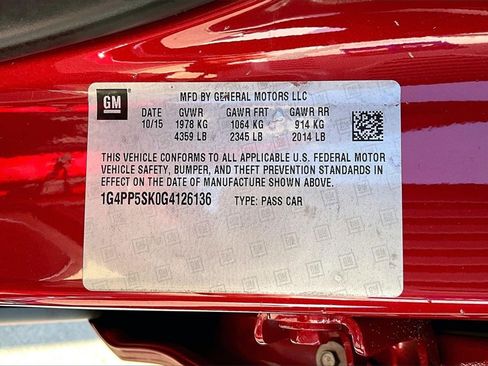 GM
MFD BY GENERAL MOTORS LLC
DATE GVWR GAWR FRT GAWR RR
10/15 1978 KG 1064 KG 914 KG
4359 LB 2345 LB 2014 LB
THIS VEHICLE CONFORMS TO ALL APPLICABLE U.S. FEDERAL MOTOR
VEHICLE SAFETY, BUMPER, AND THEFT PREVENTION STANDARDS IN
EFFECT ON THE DATE OF MANUFACTURE SHOWN ABOVE.
1G4PP5SK0G4126136 TYPE: PASS CAR